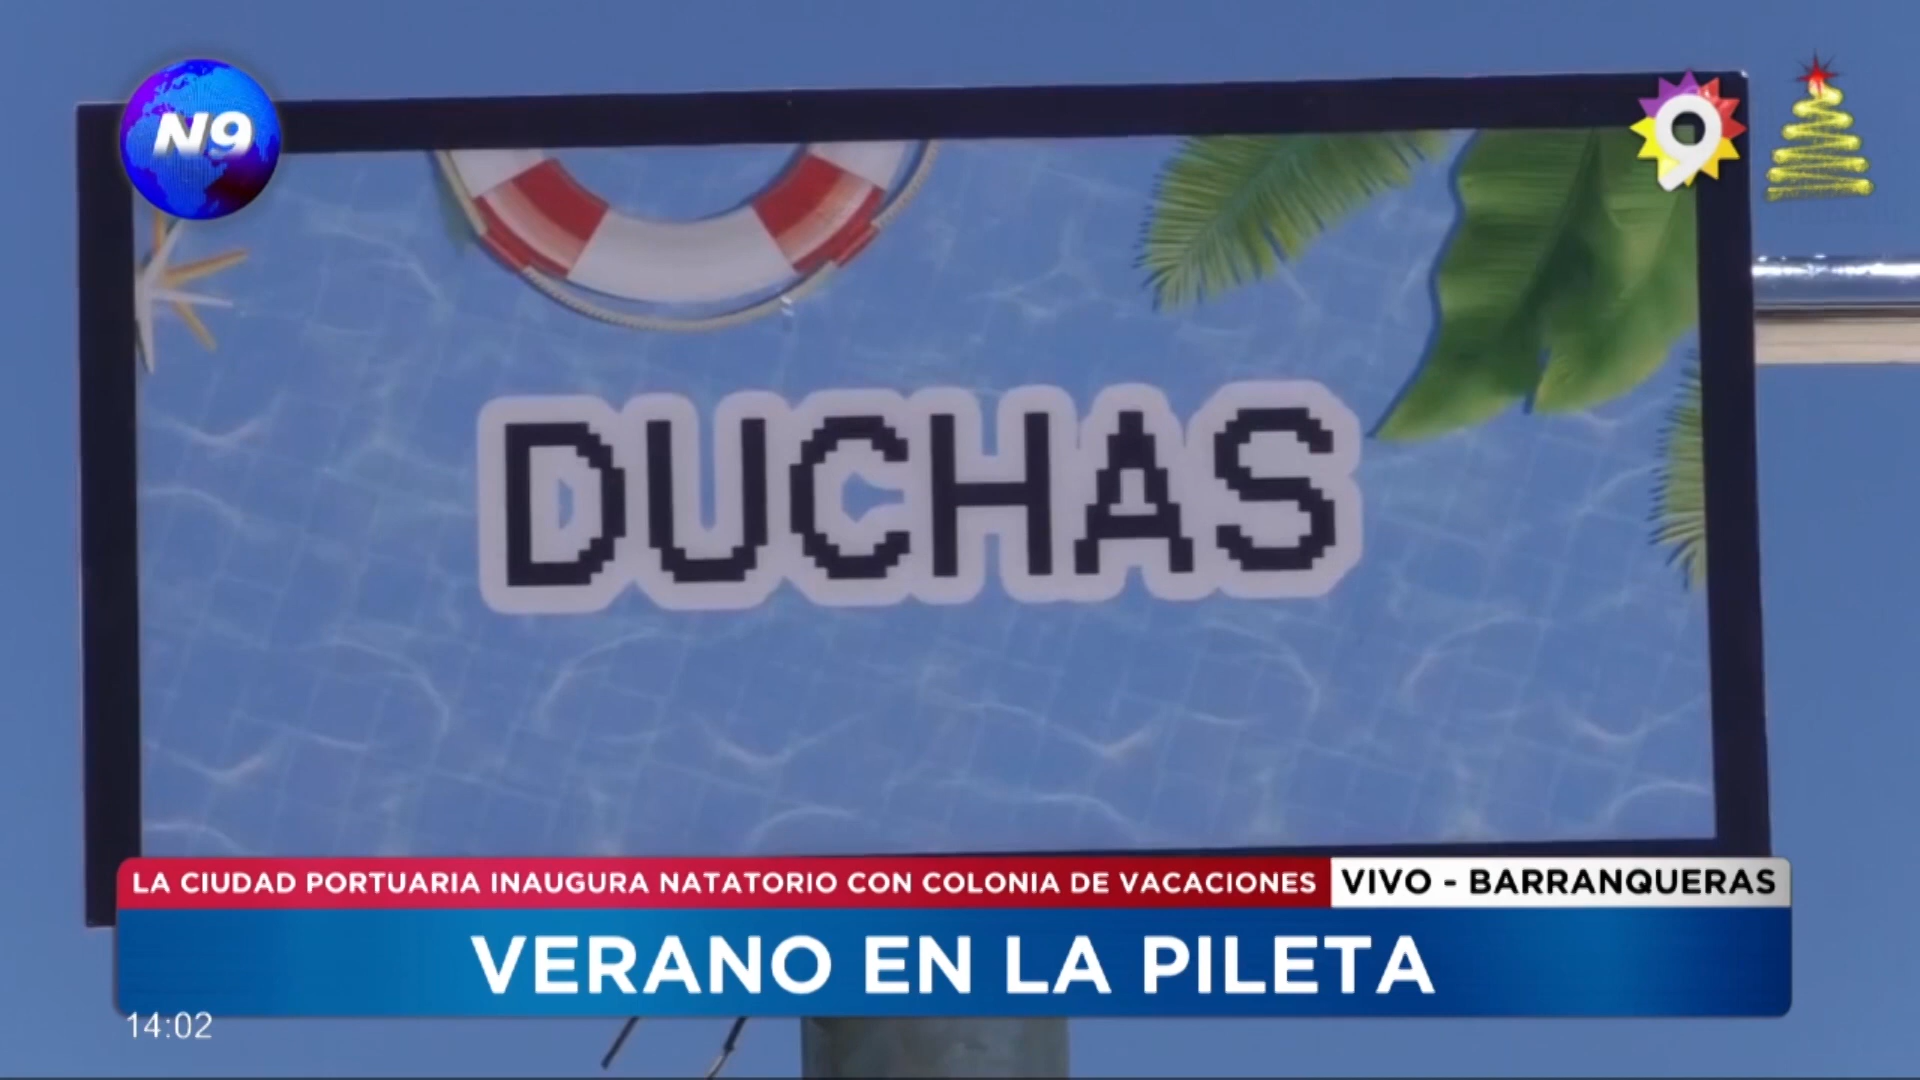 N9
9
DUCHAS
LA CIUDAD PORTUARIA INAUGURA NATATORIO CON COLONIA DE VACACIONES
VIVO - BARRANQUERAS
VERANO EN LA PILETA
14:02